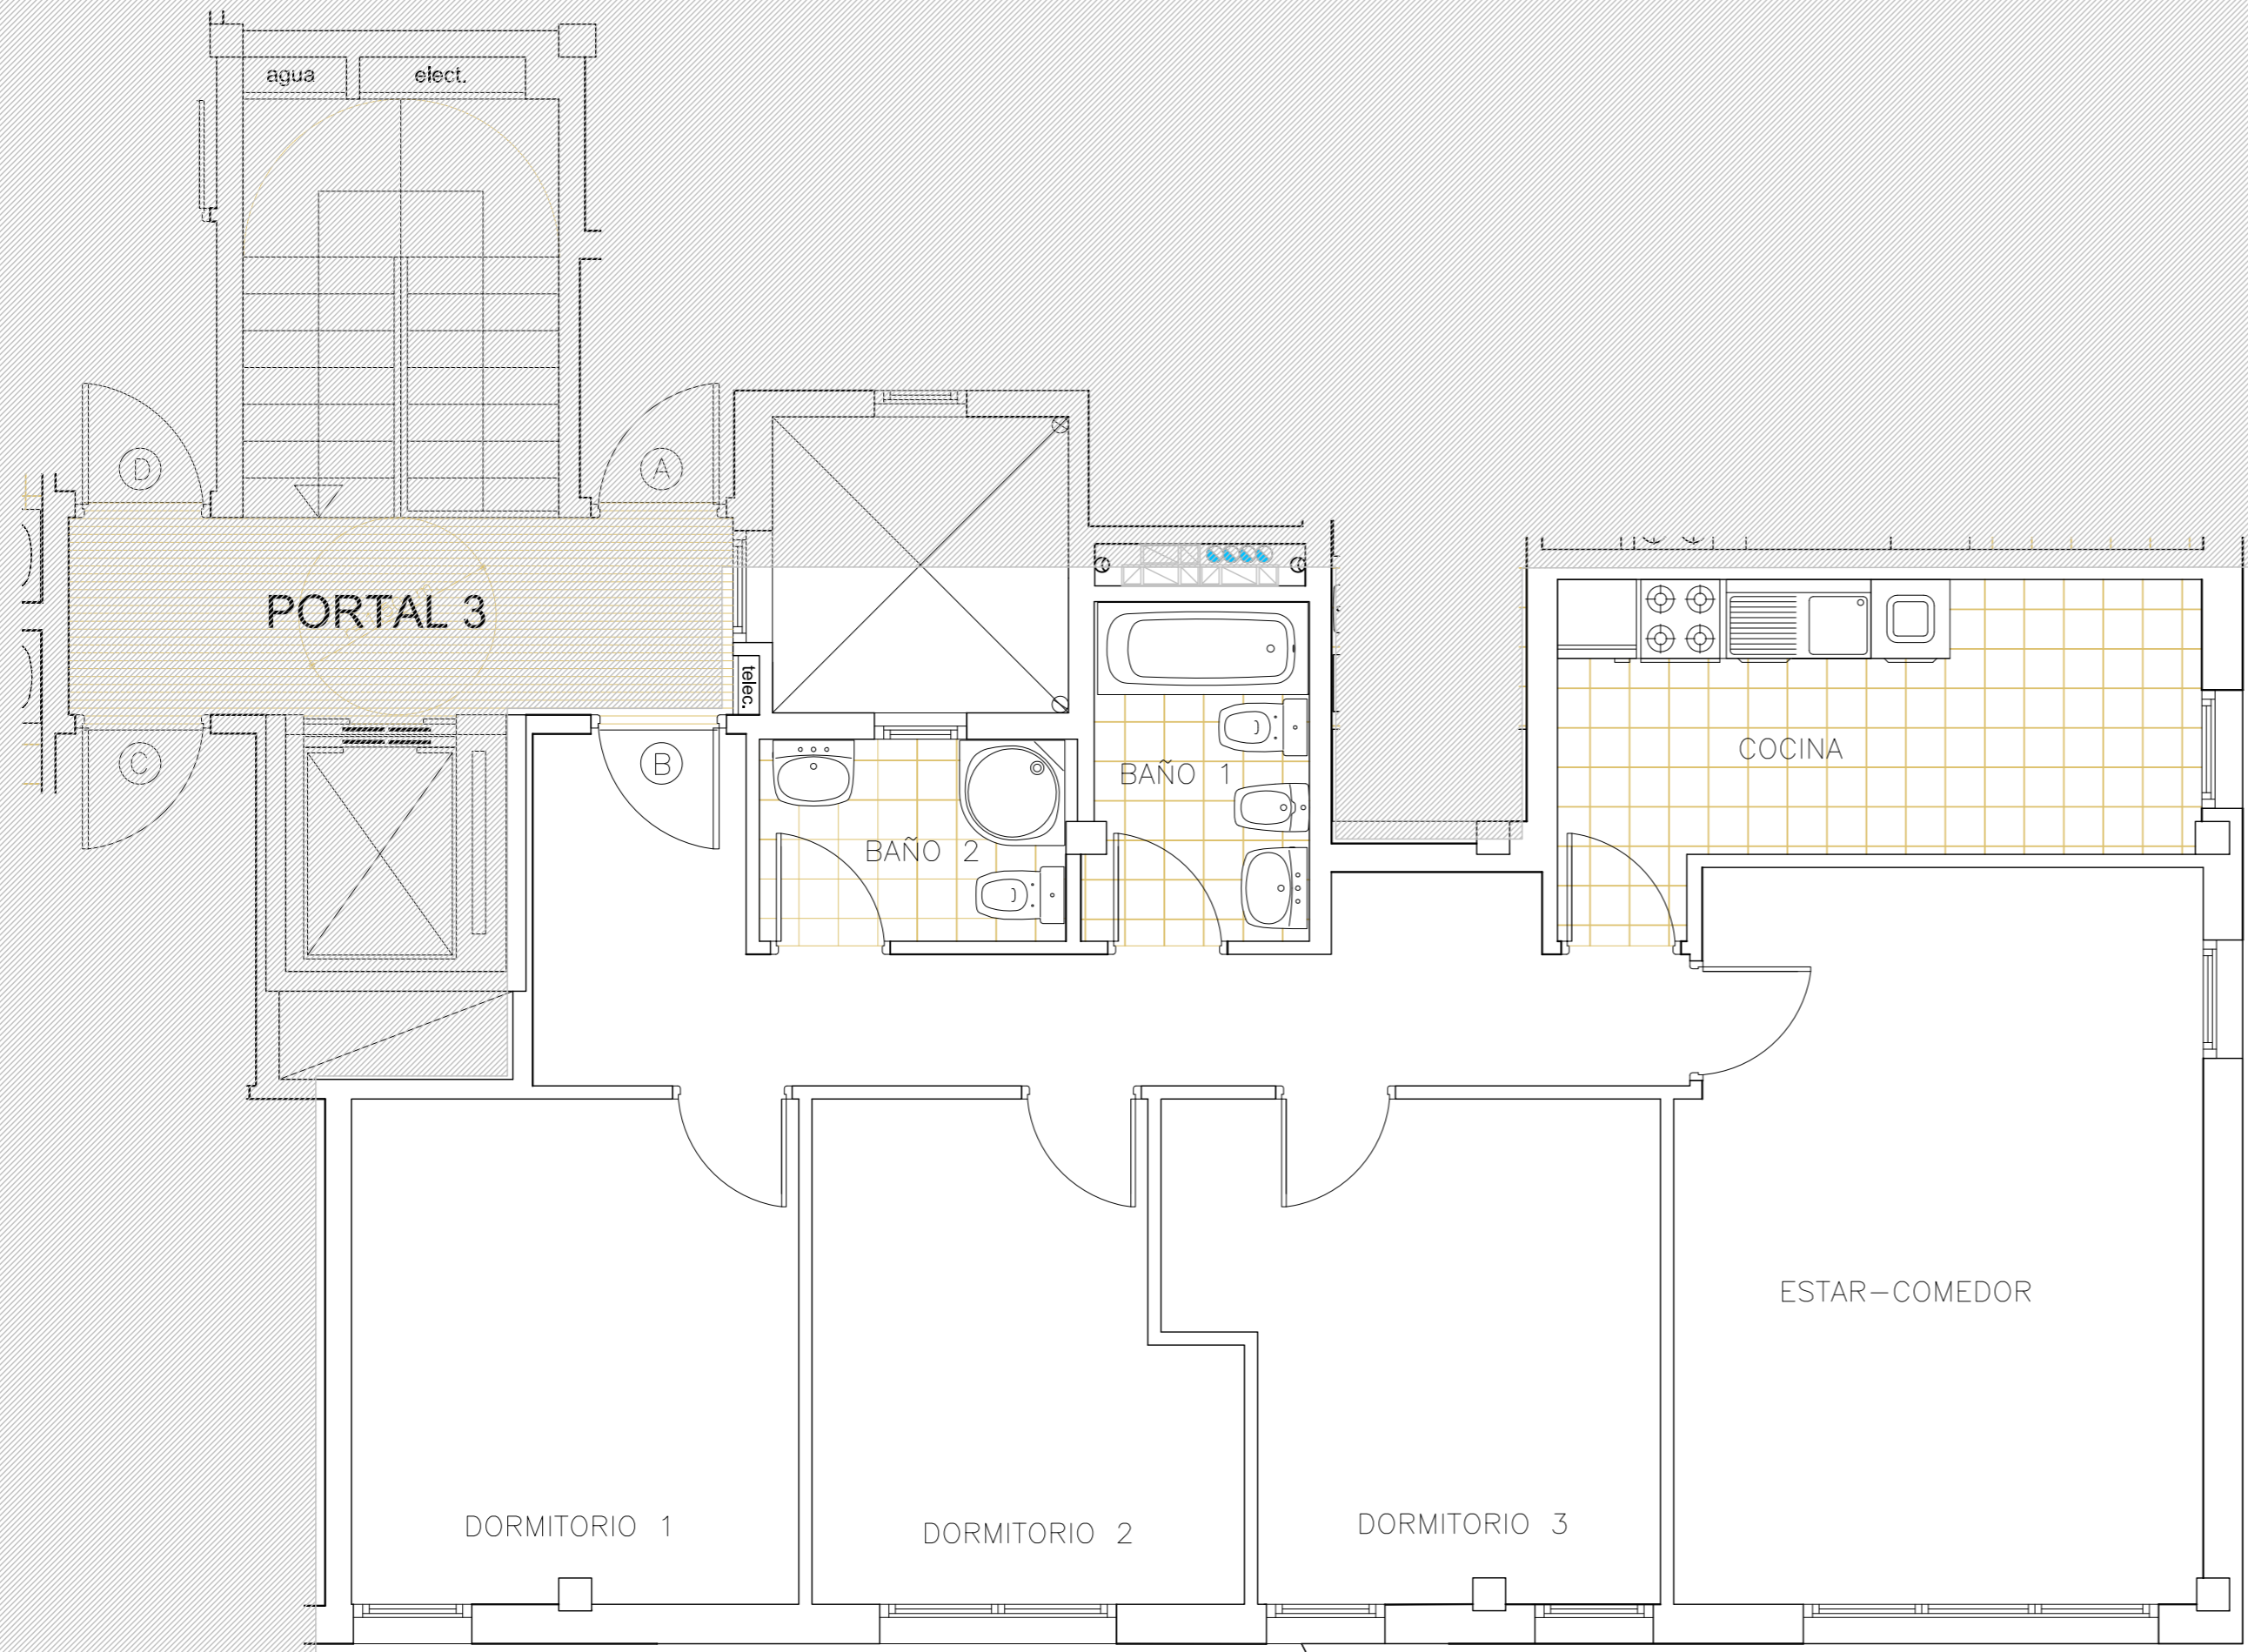 agua elect.
D A
PORTAL 3
telec.
C B
BAÑO 2
BAÑO 1
COCINA
ESTAR-COMEDOR
DORMITORIO 1
DORMITORIO 2
DORMITORIO 3